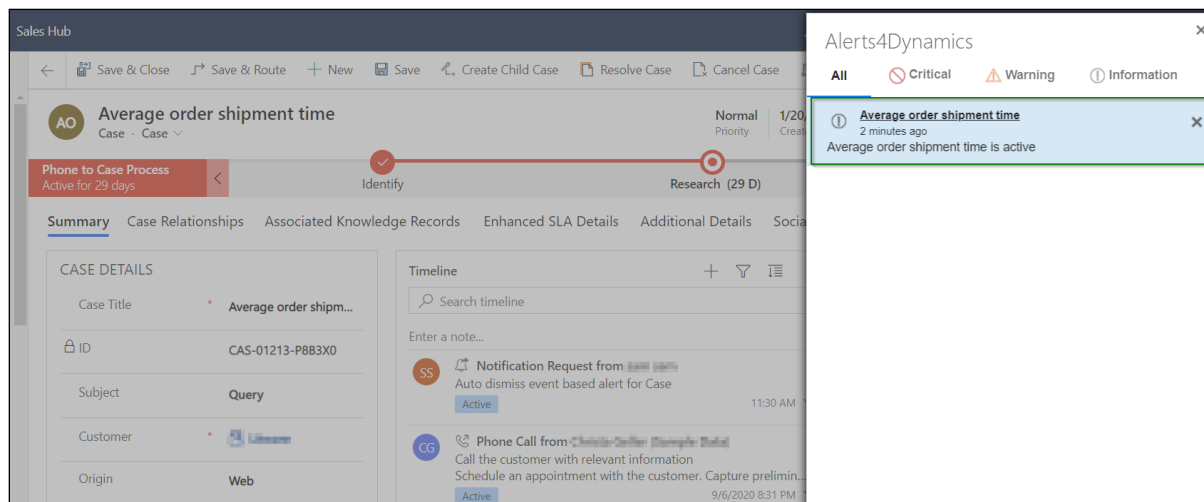 Sales Hub
Alerts4Dynamics
All Critical Warning Information
Save & Close Save & Route New Save Create Child Case Resolve Case Cancel Case
Average order shipment time
2 minutes ago
Average order shipment time is active
AO
Average order shipment time
Case · Case
Normal
Priority
1/20/
Phone to Case Process
Active for 29 days
Identify
Research (29 D)
Summary Case Relationships Associated Knowledge Records Enhanced SLA Details Additional Details Socia
CASE DETAILS
Case Title * Average order shipm...
ID CAS-01213-P8B3X0
Subject Query
Customer *
Origin Web
Timeline
Search timeline
Enter a note...
SS
Notification Request from
Auto dismiss event based alert for Case
Active 11:30 AM
CG
Phone Call from
Call the customer with relevant information
Schedule an appointment with the customer. Capture prelimin...
Active 9/6/2020 8:31 PM